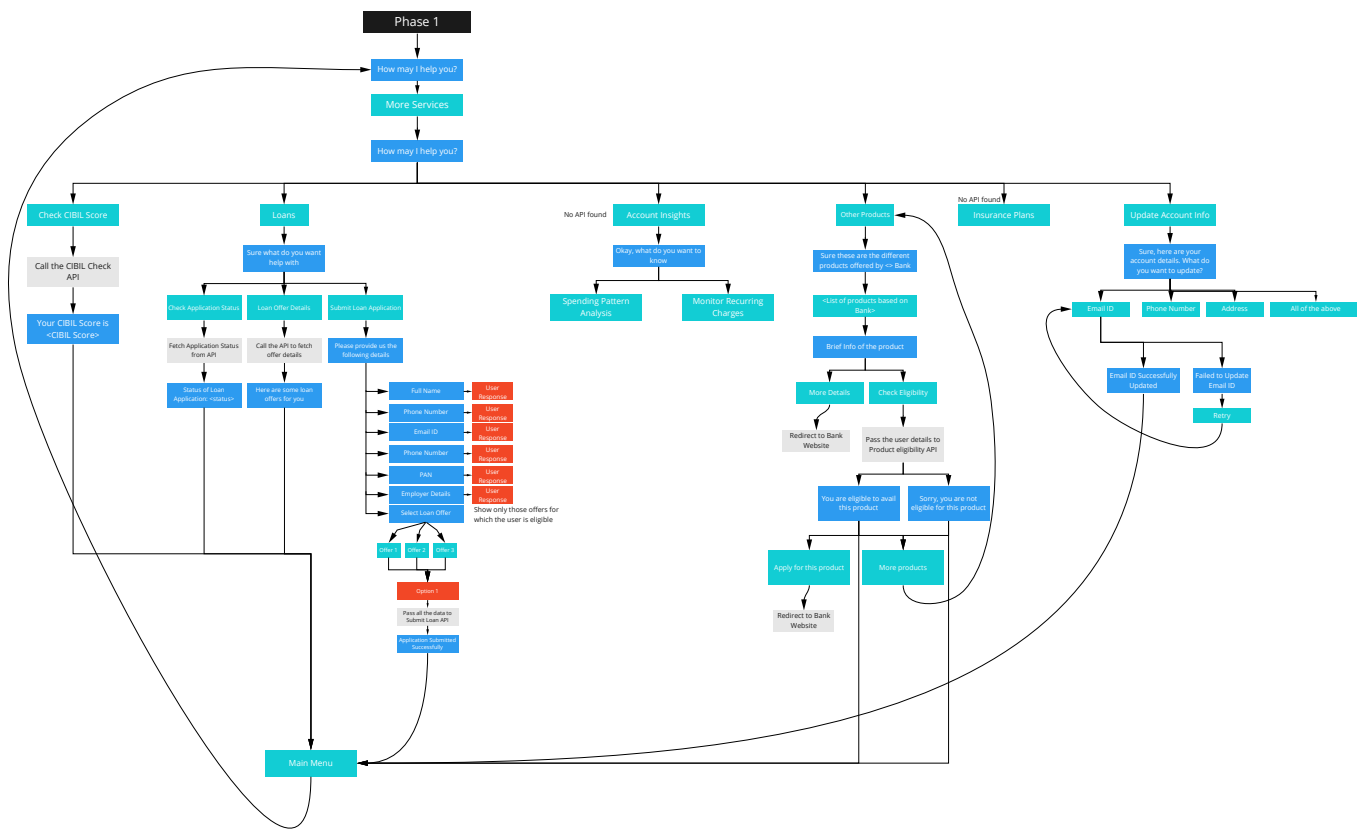 Phase 1
How may I help you?
More Services
How may I help you?
Check CIBIL Score
Loans
No API found
Account Insights
Other Products
No API found
Insurance Plans
Update Account Info
Call the CIBIL Check
API
Your CIBIL Score is
<CIBIL Score>
Sure what do you want
help with
Check Application Status
Loan Offer Details
Submit Loan Application
Fetch Application Status
from API
Call the API to fetch
offer details
Please provide us the
following details
Status of Loan
Application: <status>
Here are some loan
offers for you
Full Name
User
Response
Phone Number
User
Response
Email ID
User
Response
Phone Number
User
Response
PAN
User
Response
Employer Details
User
Response
Select Loan Offer
Show only those offers for
which the user is eligible
Offer 1
Offer 2
Offer 3
Option 1
Pass all the data to
Submit Loan API
Application Submitted
Successfully
Okay, what do you want to
know
Spending Pattern
Analysis
Monitor Recurring
Charges
Sure these are the different
products offered by <> Bank
<List of products based on
Bank>
Brief Info of the product
More Details
Check Eligibility
Redirect to Bank
Website
Pass the user details to
Product eligibility API
You are eligible to avail
this product
Sorry, you are not
eligible for this product
Apply for this product
More products
Redirect to Bank
Website
Sure, here are your
account details. What do
you want to update?
Email ID
Phone Number
Address
All of the above
Email ID Successfully
Updated
Failed to Update
Email ID
Retry
Main Menu